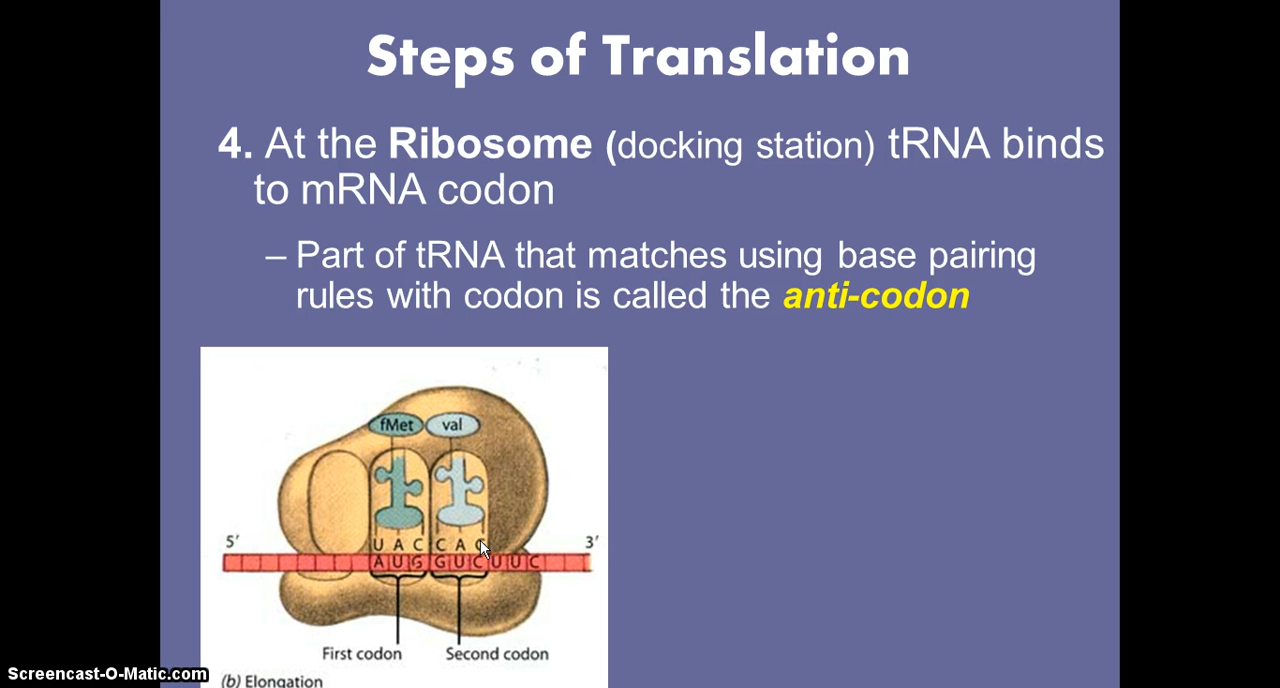 Steps of Translation
4. At the Ribosome (docking station) tRNA binds
to mRNA codon
– Part of tRNA that matches using base pairing
rules with codon is called the anti-codon
fMet val
5′ 3′
U A C C A
A U G G U C U U C
First codon Second codon
(b) Elongation
Screencast-O-Matic.com